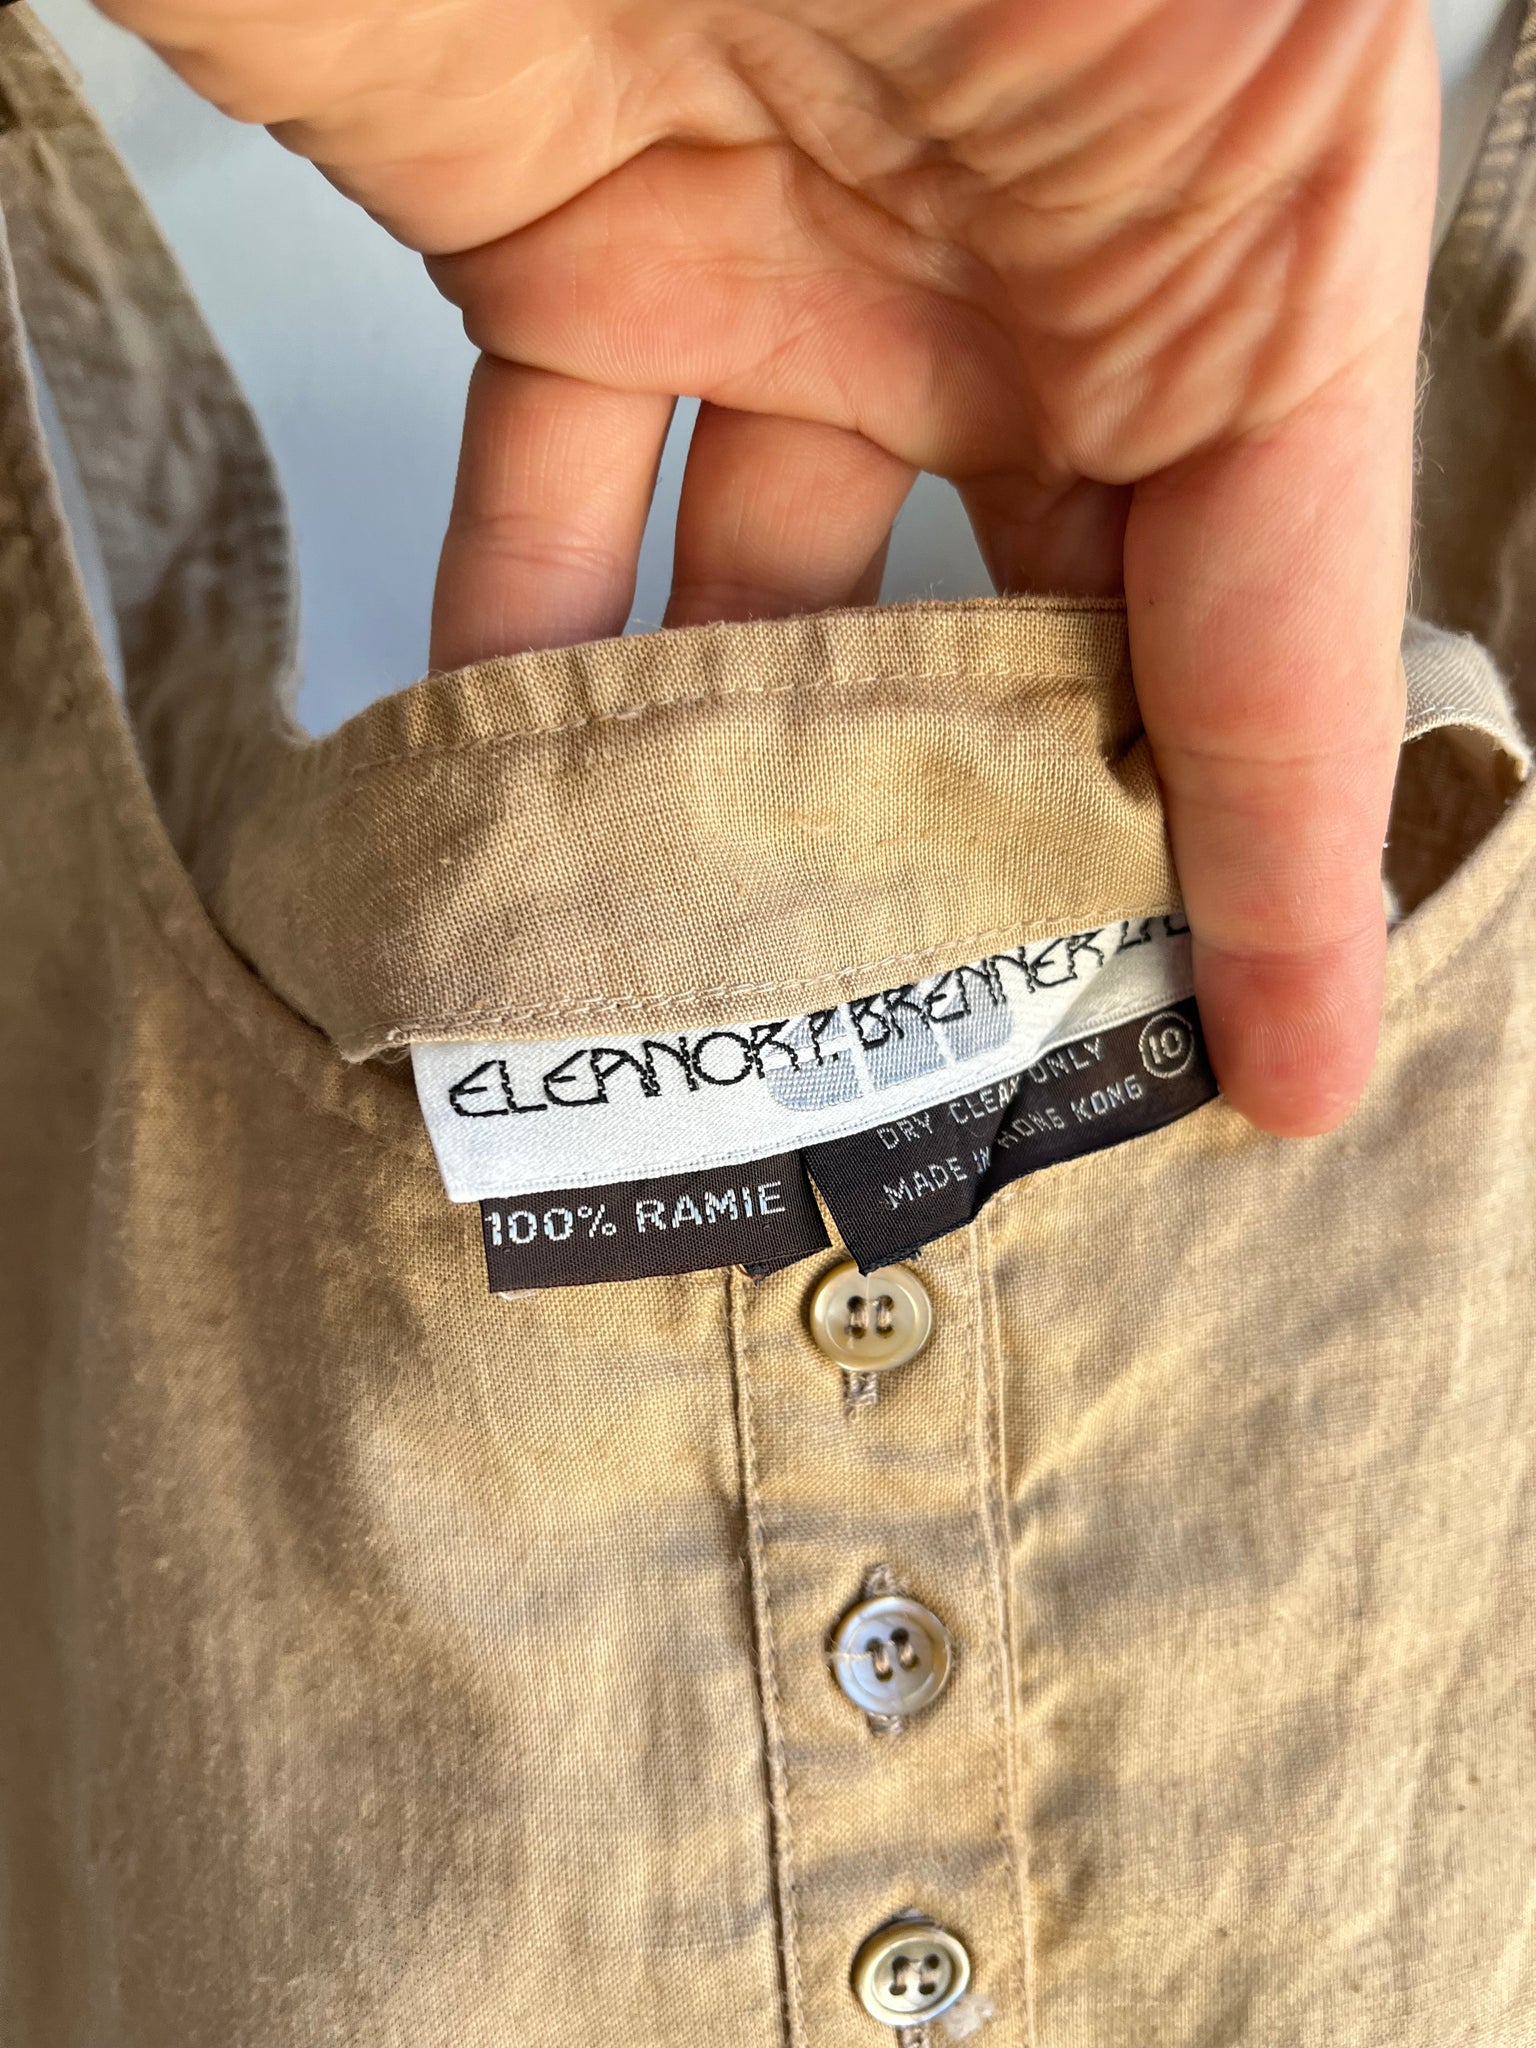 ELEANOR P. BRENNER
100% RAMIE
DRY CLEAN ONLY
MADE IN HONG KONG
10